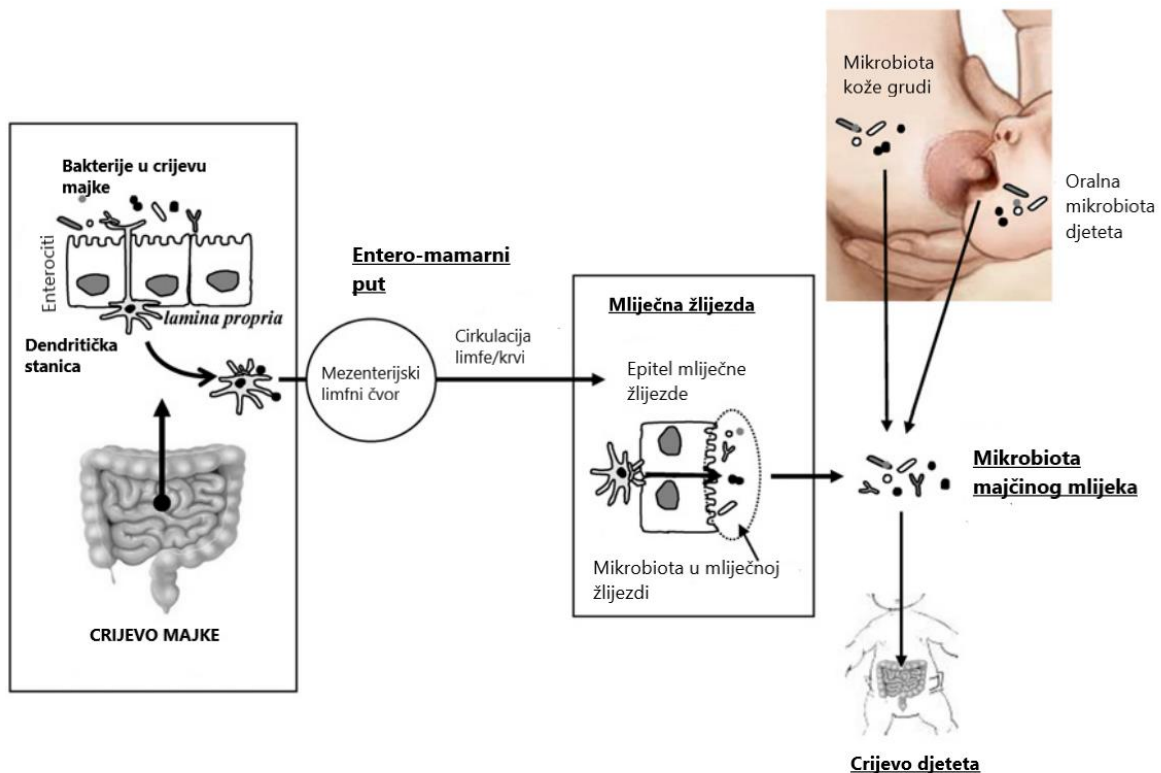 Bakterije u crijevu
majke
Enterociti
lamina propria
Dendritička
stanica
CRIJEVO MAJKE
Entero-mamarni
put
Mezenterijski
limfni čvor
Cirkulacija
limfe/krvi
Mliječna žlijezda
Epitel mliječne
žlijezde
Mikrobiota u mliječnoj
žlijezdi
Mikrobiota
kože grudi
Oralna
mikrobiota
djeteta
Mikrobiota
majčinog mlijeka
Crijevo djeteta